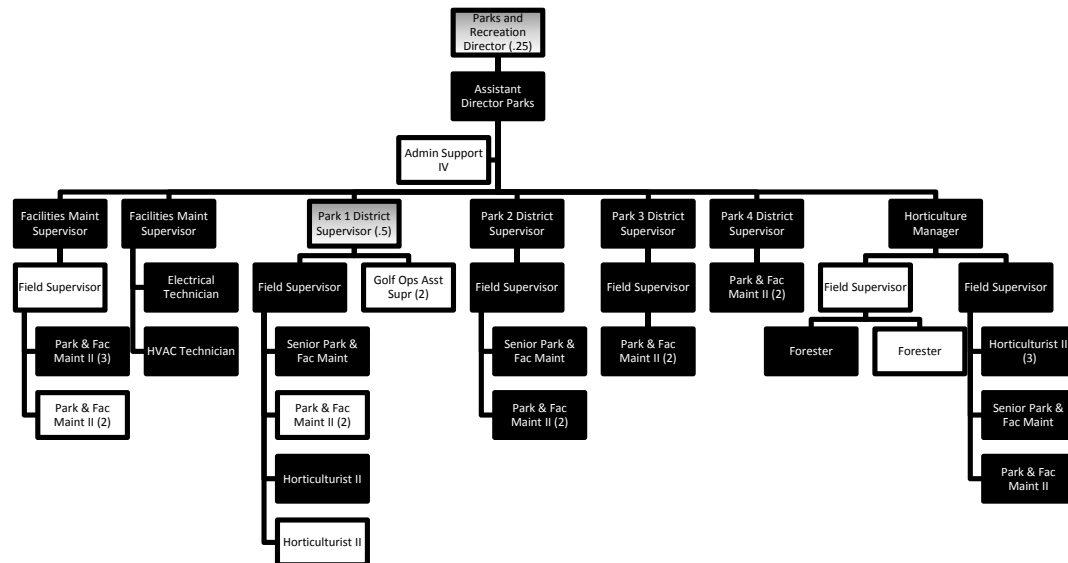 Parks and
Recreation
Director (.25)
Assistant
Director Parks
Admin Support
IV
Facilities Maint
Supervisor
Facilities Maint
Supervisor
Park 1 District
Supervisor (.5)
Park 2 District
Supervisor
Park 3 District
Supervisor
Park 4 District
Supervisor
Horticulture
Manager
Field Supervisor
Park & Fac
Maint II (3)
Park & Fac
Maint II (2)
Electrical
Technician
HVAC Technician
Field Supervisor
Golf Ops Asst
Supr (2)
Senior Park &
Fac Maint
Park & Fac
Maint II (2)
Horticulturist II
Horticulturist II
Field Supervisor
Senior Park &
Fac Maint
Park & Fac
Maint II (2)
Field Supervisor
Park & Fac
Maint II (2)
Park & Fac
Maint II (2)
Field Supervisor
Forester
Forester
Field Supervisor
Horticulturist II
(3)
Senior Park &
Fac Maint
Park & Fac
Maint II